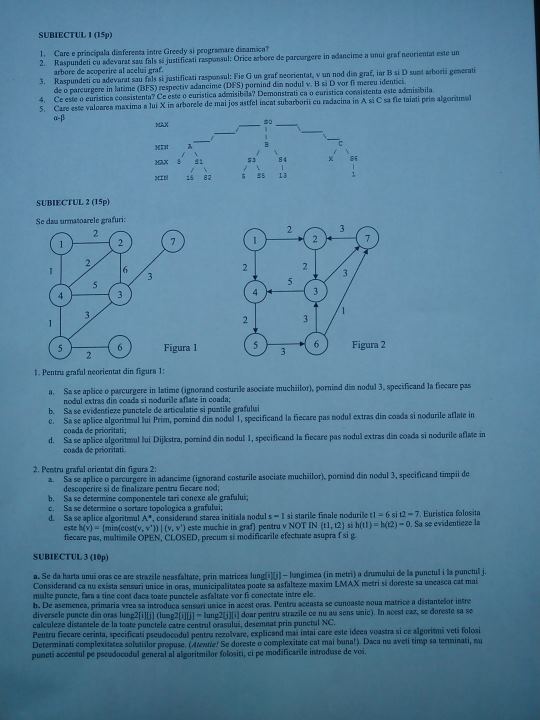 SUBIECTUL 1 (15p)
1. Care e principala dinferenta intre Greedy si programare dinamica?
2. Raspundeti cu adevarat sau fals si justificati raspunsul: Orice arbore de parcurgere in adancime a unui graf neorientat este un
arbore de acoperire al acelui graf.
3. Raspundeti cu adevarat sau fals si justificati raspunsul: Fie G un graf neorientat, v un nod din graf, iar B si D sunt arborii generati
de o parcurgere in latime (BFS) respectiv adancime (DFS) pornind din nodul v. B si D vor fi mereu identici.
4. Ce este o euristica consistenta? Ce este o euristica admisibila? Demonstrati ca o euristica consistenta este admisibila.
5. Care este valoarea maxima a lui X in arborele de mai jos astfel incat subarborii cu radacina in A si C sa fie taiati prin algoritmul
α-β
MAX S0
MIN A B C
MAX 8 S1 S3 S4 X S6
MIN 15 S2 6 S5 13 1
SUBIECTUL 2 (15p)
Se dau urmatoarele grafuri:
1 2 2 7
1 2 6 3
4 5 3
1 3
5 2 6
Figura 1
1 2 2 3 7
2 2 3
4 5 3
2 3 1
5 3 6
Figura 2
1. Pentru graful neorientat din figura 1:
a. Sa se aplice o parcurgere in latime (ignorand costurile asociate muchiilor), pornind din nodul 3, specificand la fiecare pas
nodul extras din coada si nodurile aflate in coada;
b. Sa se evidentieze punctele de articulatie si puntile grafului
c. Sa se aplice algoritmul lui Prim, pornind din nodul 1, specificand la fiecare pas nodul extras din coada si nodurile aflate in
coada de prioritati;
d. Sa se aplice algoritmul lui Dijkstra, pornind din nodul 1, specificand la fiecare pas nodul extras din coada si nodurile aflate in
coada de prioritati.
2. Pentru graful orientat din figura 2:
a. Sa se aplice o parcurgere in adancime (ignorand costurile asociate muchiilor), pornind din nodul 3, specificand timpii de
descoperire si de finalizare pentru fiecare nod;
b. Sa se determine componentele tari conexe ale grafului;
c. Sa se determine o sortare topologica a grafului;
d. Sa se aplice algoritmul A*, considerand starea initiala nodul s = 1 si starile finale nodurile t1 = 6 si t2 = 7. Euristica folosita
este h(v) = {min(cost(v, v')) | (v, v') este muchie in graf} pentru v NOT IN {t1, t2} si h(t1) = h(t2) = 0. Sa se evidentieze la
fiecare pas, multimile OPEN, CLOSED, precum si modificarile efectuate asupra f si g.
SUBIECTUL 3 (10p)
a. Se da harta unui oras ce are strazile neasfaltate, prin matricea lung[i][j] – lungimea (in metri) a drumului de la punctul i la punctul j.
Considerand ca nu exista sensuri unice in oras, municipalitatea poate sa asfalteze maxim LMAX metri si doreste sa uneasca cat mai
multe puncte, fara a tine cont daca toate punctele asfaltate vor fi conectate intre ele.
b. De asemenea, primaria vrea sa introduca sensuri unice in acest oras. Pentru aceasta se cunoaste noua matrice a distantelor intre
diversele puncte din oras lung2[i][j] (lung2[i][j] = lung2[j][i] doar pentru strazile ce nu au sens unic). In acest caz, se doreste sa se
calculeze distantele de la toate punctele catre centrul orasului, desemnat prin punctul NC.
Pentru fiecare cerinta, specificati pseudocodul pentru rezolvare, explicand mai intai care este ideea voastra si ce algoritmi veti folosi
Determinati complexitatea solutiilor propuse. (Atentie! Se doreste o complexitate cat mai buna!). Daca nu aveti timp sa terminati, nu
puneti accentul pe pseudocodul general al algoritmilor folositi, ci pe modificarile introduse de voi.